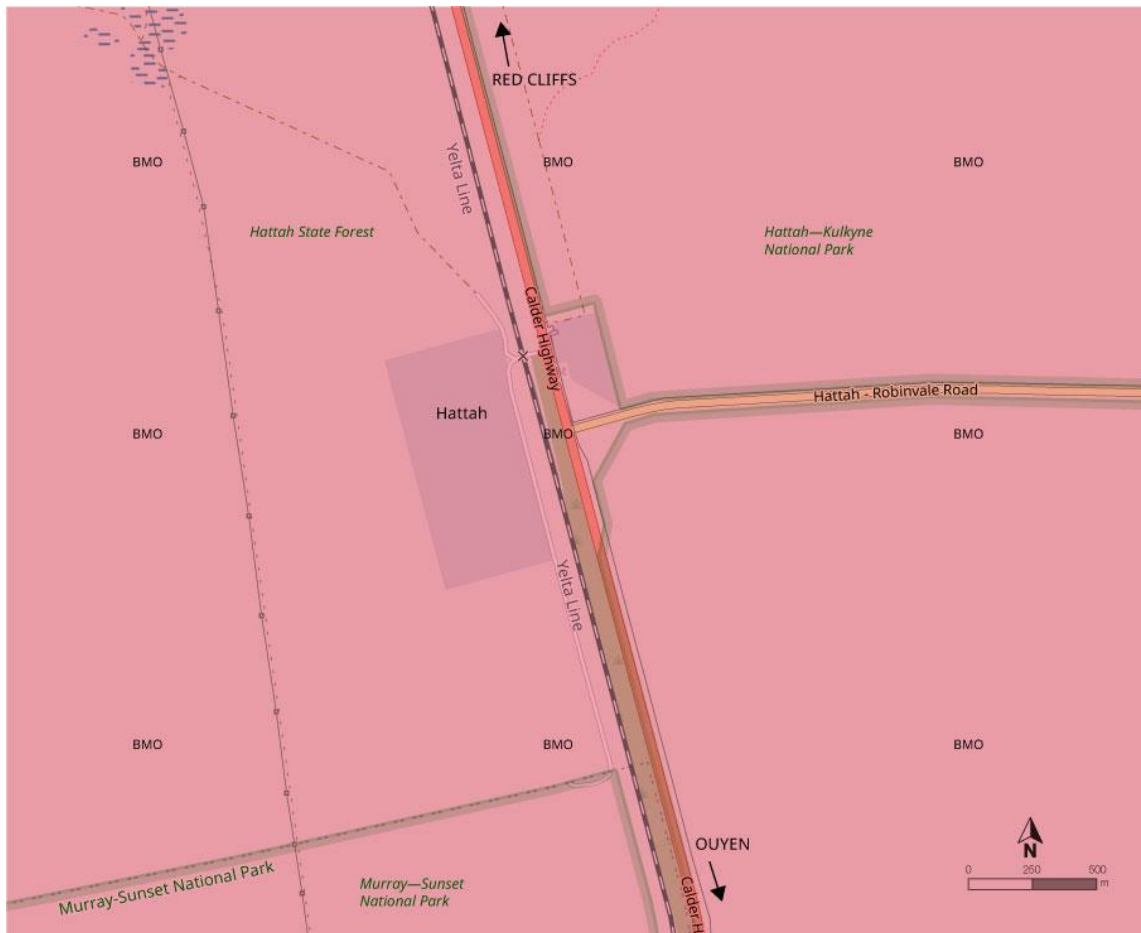 RED CLIFFS
Yelta Line
BMO
BMO
BMO
Hattah State Forest
Hattah—Kulkyne
National Park
Calder Highway
Hattah - Robinvale Road
Hattah
BMO
BMO
BMO
Yelta Line
BMO
BMO
BMO
OUYEN
N
0 250 500
m
Murray-Sunset National Park
Murray—Sunset
National Park
Calder H